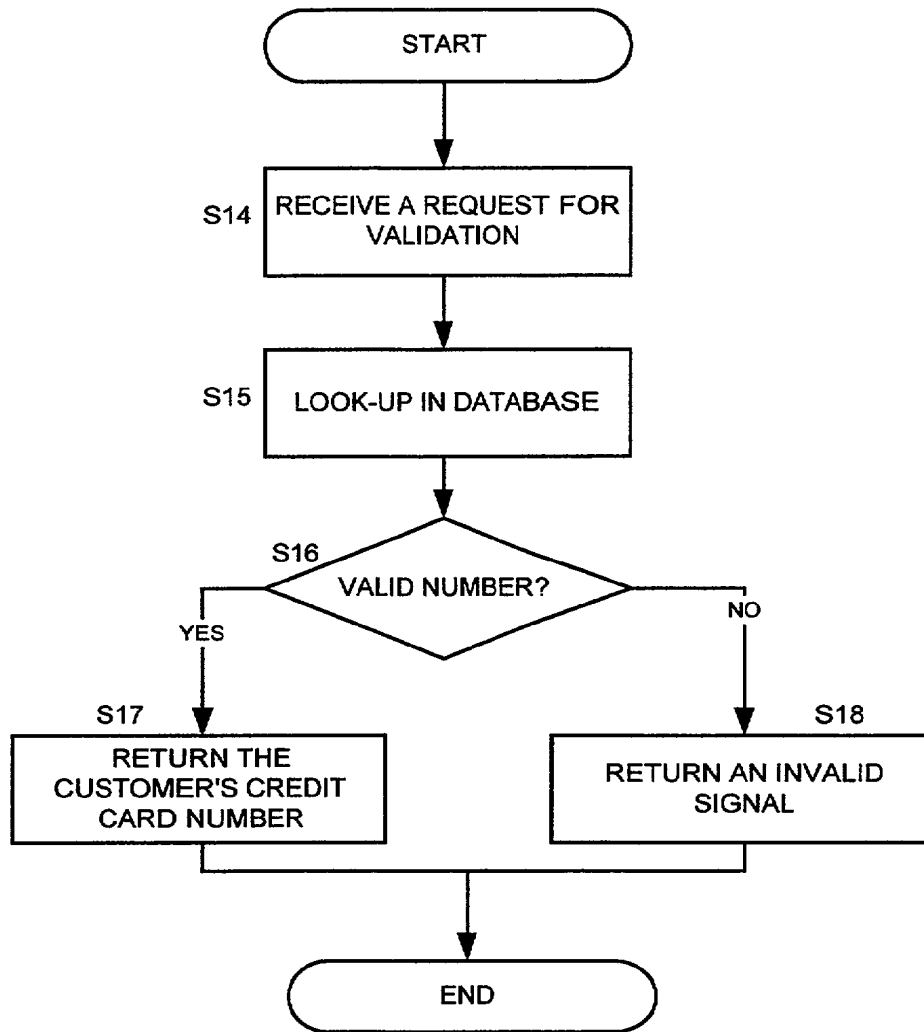 START
S14
RECEIVE A REQUEST FOR
VALIDATION
S15
LOOK-UP IN DATABASE
S16
VALID NUMBER?
YES
NO
S17
RETURN THE
CUSTOMER'S CREDIT
CARD NUMBER
S18
RETURN AN INVALID
SIGNAL
END